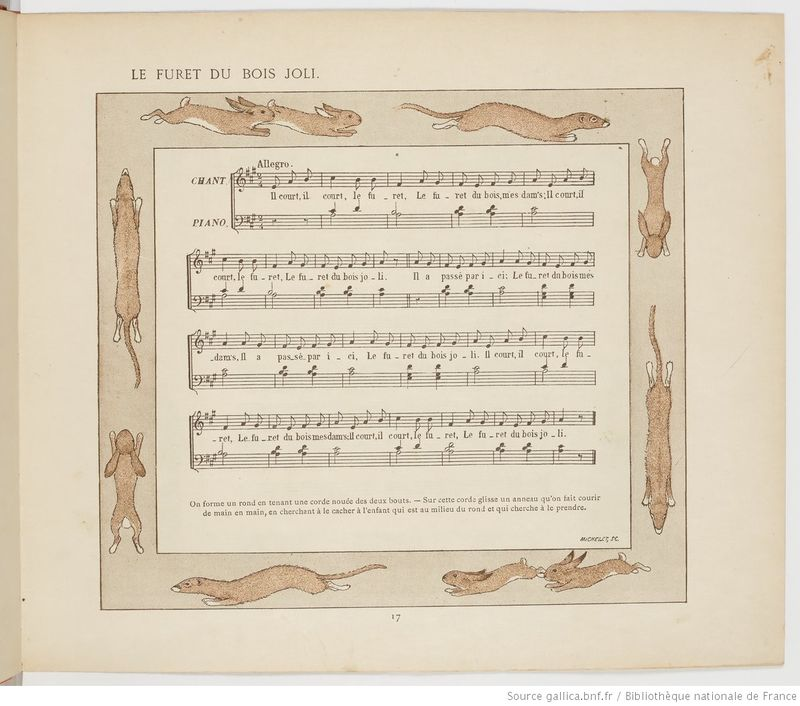 LE FURET DU BOIS JOLI.
Allegro.
CHANT.
Il court, il court, le fu _ ret, Le fu _ ret du bois, mes dam's; Il court, il
PIANO.
court, le fu _ ret, Le fu _ ret du bois jo _ li. Il a passé par i _ ci; Le fu_ret du bois mes
_dam's, Il a pas_sé par i _ ci, Le fu _ ret du bois jo _ li. Il court, il court, le fu _
_ ret, Le fu _ ret du bois mes dam's; Il court, il court, le fu _ ret, Le fu _ ret du bois jo _ li.
On forme un rond en tenant une corde nouée des deux bouts. — Sur cette corde glisse un anneau qu'on fait courir
de main en main, en cherchant à le cacher à l'enfant qui est au milieu du rond et qui cherche à le prendre.
MICHELET, SC.
17
Source gallica.bnf.fr / Bibliothèque nationale de France